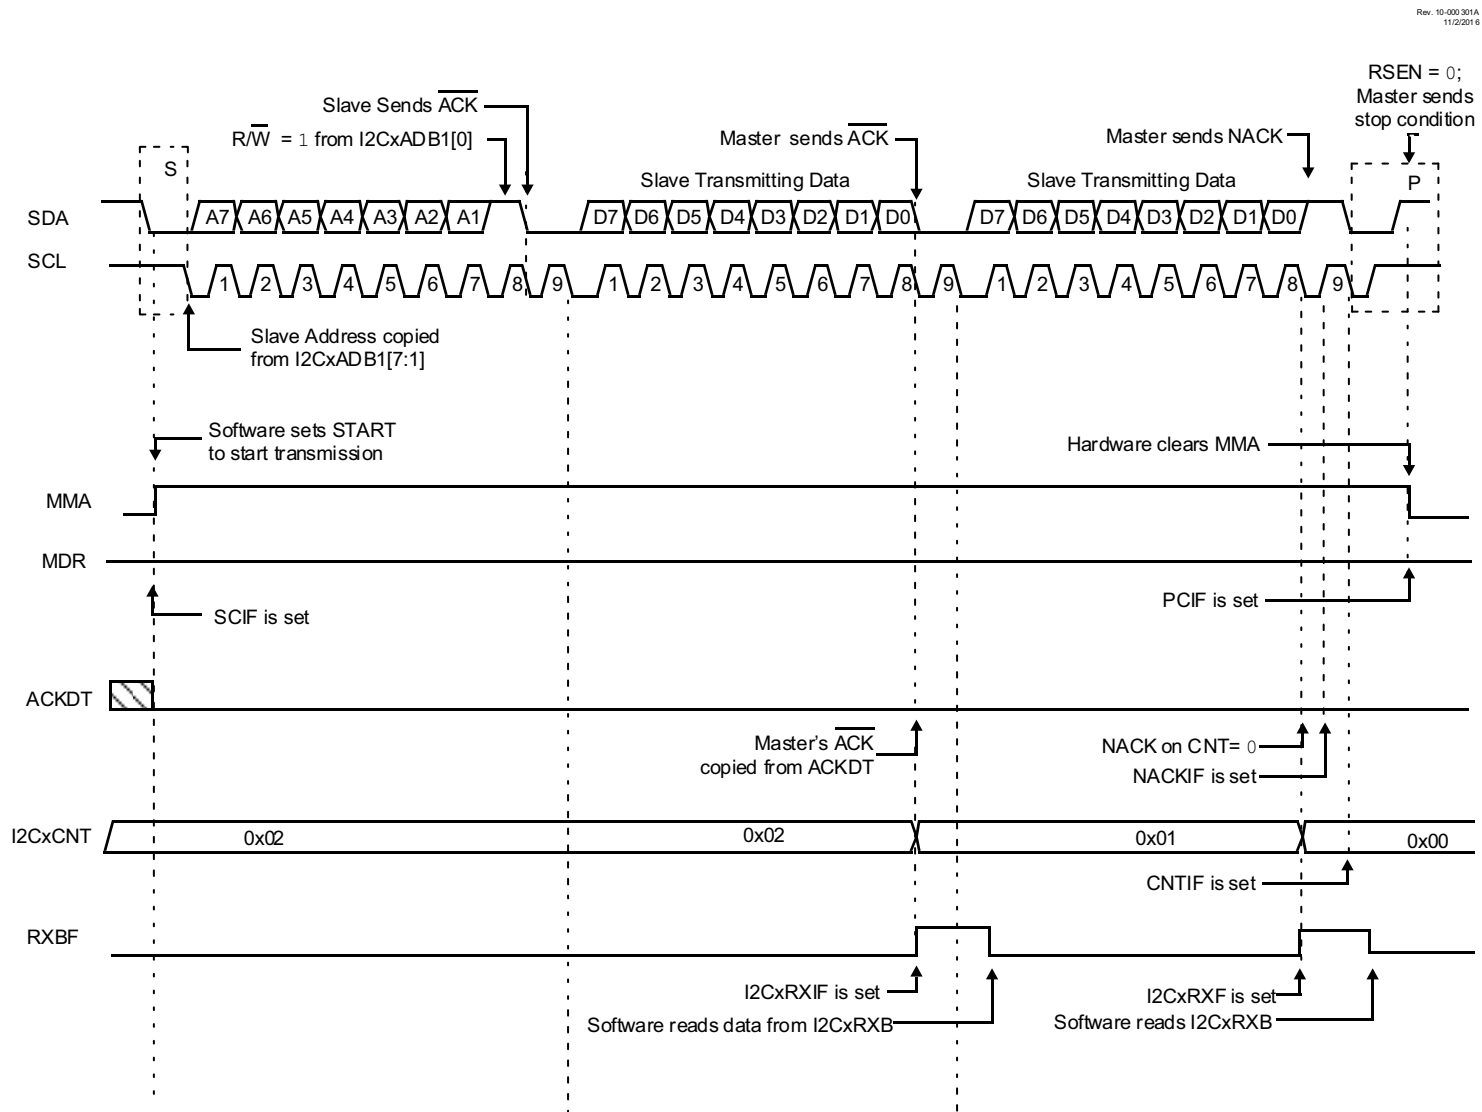 Rev. 10-000301A
11/2/2016
RSEN = 0;
Master sends
stop condition
Slave Sends ACK
R/W = 1 from I2CxADB1[0]
Master sends ACK
Master sends NACK
S
Slave Transmitting Data
Slave Transmitting Data
P
SDA
A7 A6 A5 A4 A3 A2 A1
D7 D6 D5 D4 D3 D2 D1 D0
D7 D6 D5 D4 D3 D2 D1 D0
SCL
1 2 3 4 5 6 7 8 9
1 2 3 4 5 6 7 8 9
1 2 3 4 5 6 7 8 9
Slave Address copied
from I2CxADB1[7:1]
Software sets START
to start transmission
Hardware clears MMA
MMA
MDR
SCIF is set
PCIF is set
ACKDT
Master's ACK
copied from ACKDT
NACK on CNT= 0
NACKIF is set
I2CxCNT
0x02
0x02
0x01
0x00
CNTIF is set
RXBF
I2CxRXIF is set
Software reads data from I2CxRXB
I2CxRXF is set
Software reads I2CxRXB